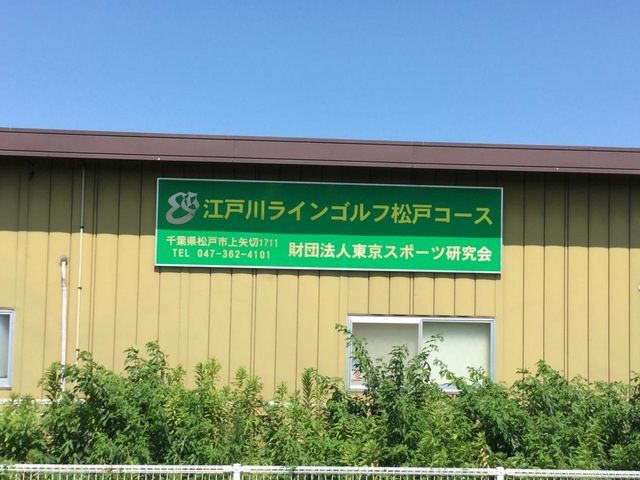 江戸川ラインゴルフ松戸コース
千葉県松戸市上矢切1711
TEL 047-362-4101
財団法人東京スポーツ研究会